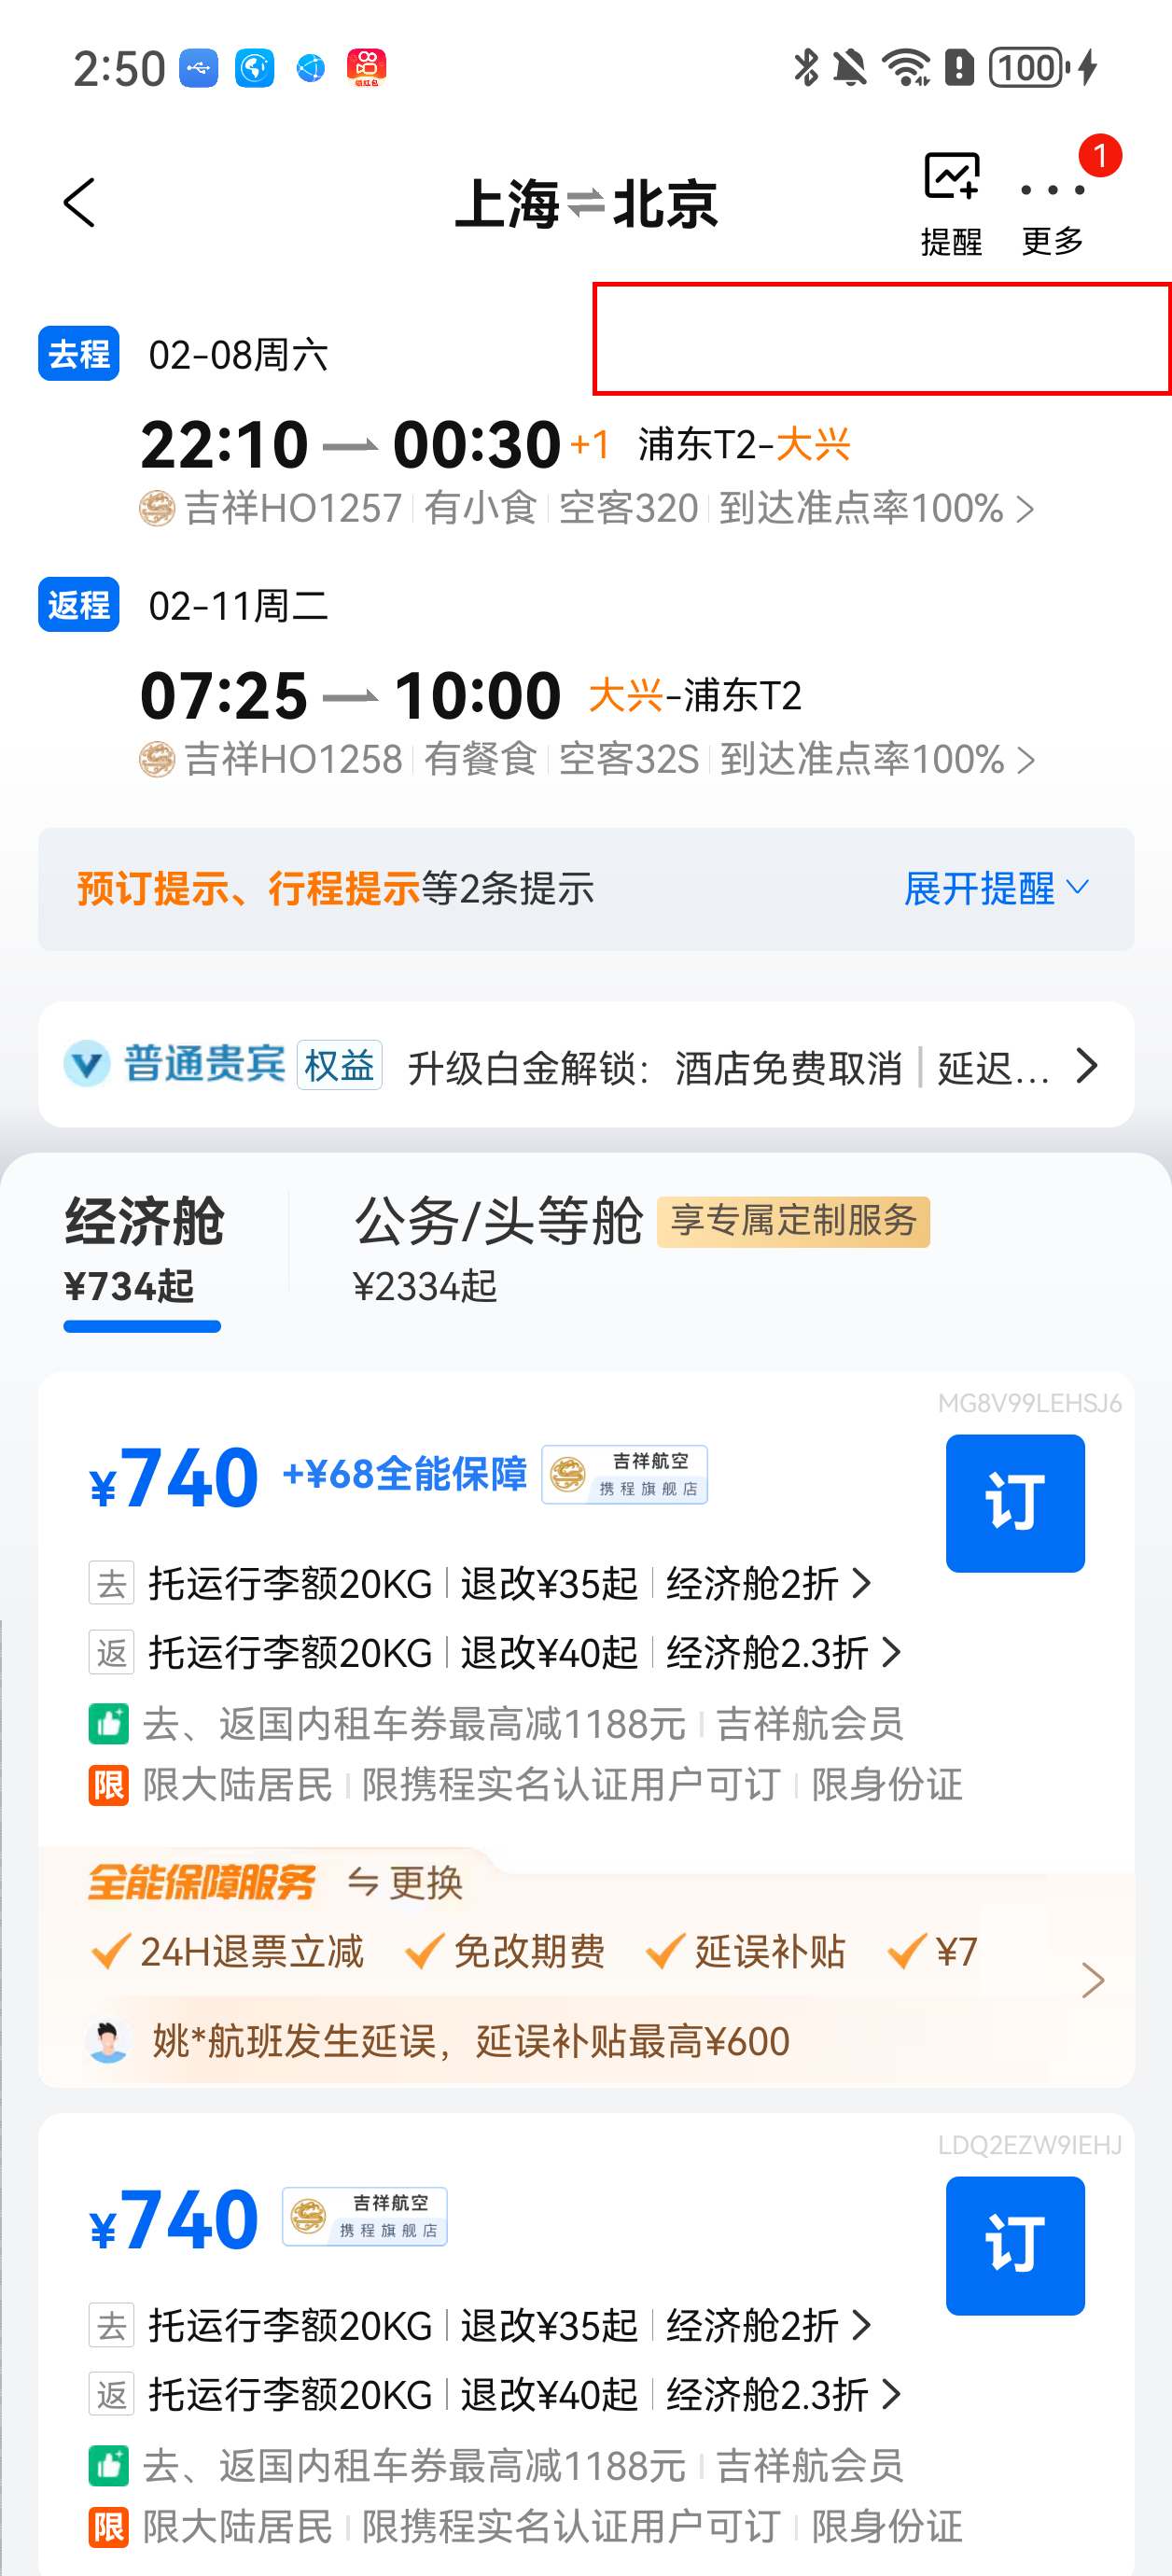 2:50
领红包
100
上海⇌北京
1
提醒 更多
去程 02-08周六
22:10 00:30 +1 浦东T2-大兴
吉祥HO1257 有小食 空客320 到达准点率100%
返程 02-11周二
07:25 10:00 大兴-浦东T2
吉祥HO1258 有餐食 空客32S 到达准点率100%
预订提示、行程提示等2条提示 展开提醒
普通贵宾 权益 升级白金解锁：酒店免费取消 | 延迟...
经济舱 公务/头等舱 享专属定制服务
¥734起 ¥2334起
MG8V99LEHSJ6
¥740 +¥68全能保障 吉祥航空 携程旗舰店
订
去 托运行李额20KG 退改¥35起 经济舱2折
返 托运行李额20KG 退改¥40起 经济舱2.3折
去、返国内租车券最高减1188元 吉祥航会员
限 限大陆居民 限携程实名认证用户可订 限身份证
全能保障服务 更换
24H退票立减 免改期费 延误补贴 ¥7
姚*航班发生延误，延误补贴最高¥600
LDQ2EZW9IEHJ
¥740 吉祥航空 携程旗舰店
订
去 托运行李额20KG 退改¥35起 经济舱2折
返 托运行李额20KG 退改¥40起 经济舱2.3折
去、返国内租车券最高减1188元 吉祥航会员
限 限大陆居民 限携程实名认证用户可订 限身份证